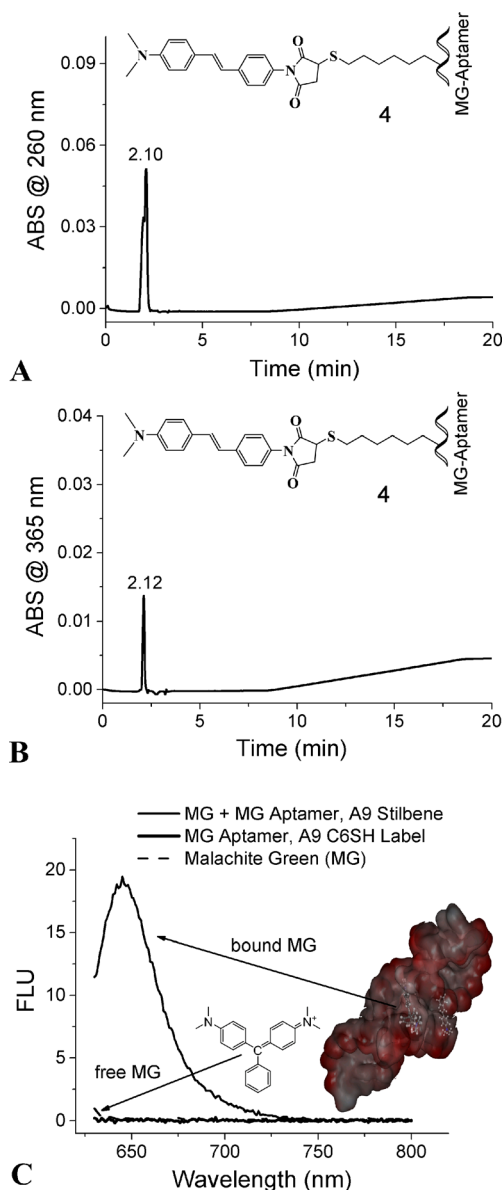 N
N
O
O
S
4
MG-Aptamer
0.09
0.06
0.03
0.00
ABS @ 260 nm
2.10
0 5 10 15 20
Time (min)
A
N
N
O
O
S
4
MG-Aptamer
0.04
0.03
0.02
0.01
0.00
ABS @ 365 nm
2.12
0 5 10 15 20
Time (min)
B
MG + MG Aptamer, A9 Stilbene
MG Aptamer, A9 C6SH Label
Malachite Green (MG)
20
15
10
5
0
FLU
bound MG
N
N+
C
free MG
650 700 750 800
Wavelength (nm)
C